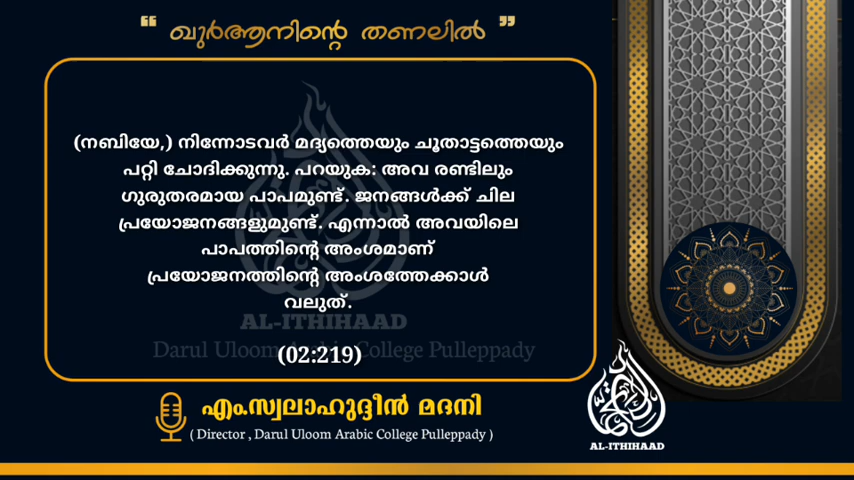 “ ഖുർആനിന്റെ തണലിൽ ”
(നബിയേ,) നിന്നോടവർ മദ്യത്തെയും ചൂതാട്ടത്തെയും
പറ്റി ചോദിക്കുന്നു. പറയുക: അവ രണ്ടിലും
ഗുരുതരമായ പാപമുണ്ട്. ജനങ്ങൾക്ക് ചില
പ്രയോജനങ്ങളുമുണ്ട്. എന്നാൽ അവയിലെ
പാപത്തിന്റെ അംശമാണ്
പ്രയോജനത്തിന്റെ അംശത്തേക്കാൾ
വലുത്.
AL-ITHIHAAD
Darul Uloom Arabic College Pulleppady
(02:219)
എം.സ്വലാഹുദ്ദീൻ മദനി
( Director , Darul Uloom Arabic College Pulleppady )
AL-ITHIHAAD